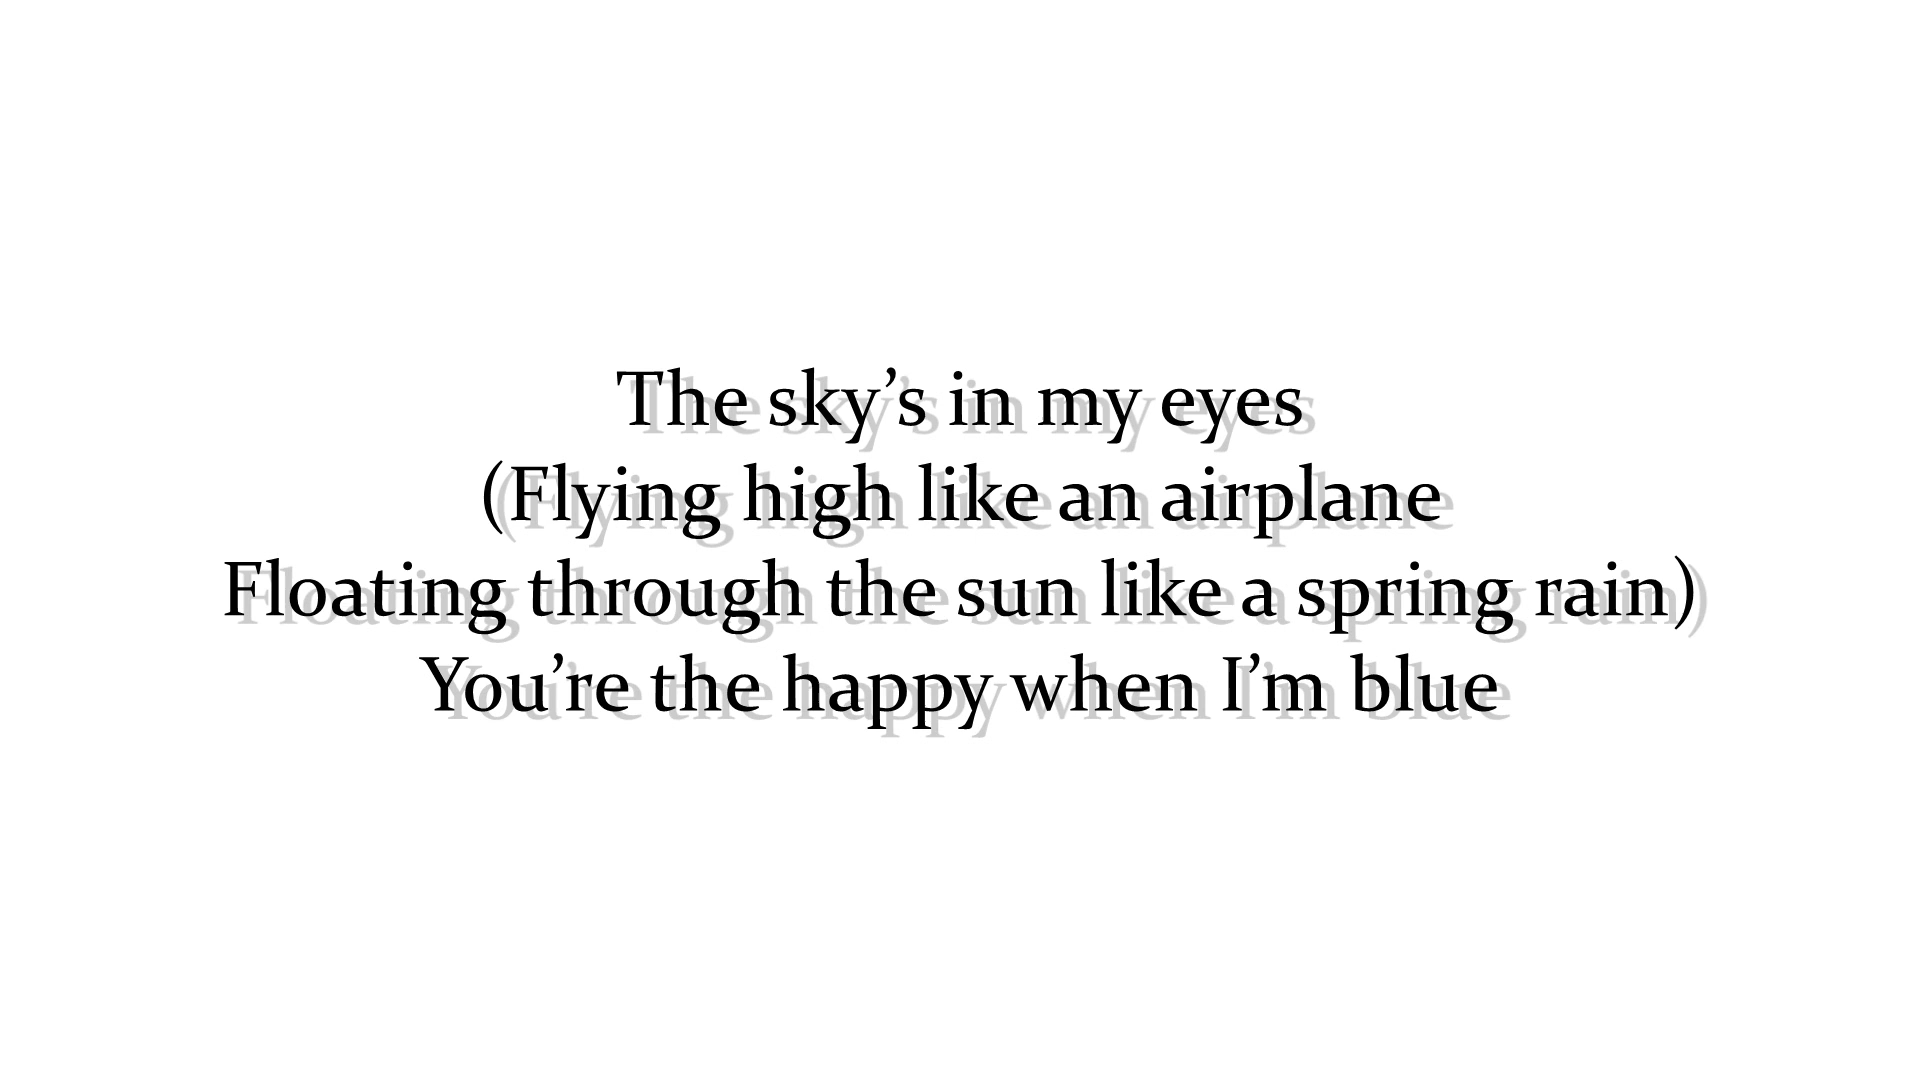 The sky’s in my eyes
(Flying high like an airplane
Floating through the sun like a spring rain)
You’re the happy when I’m blue